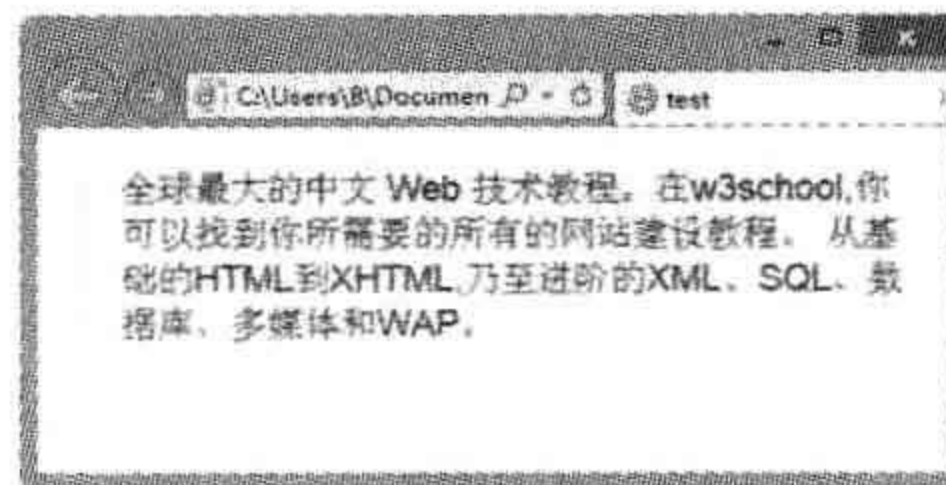 C:\Users\B\Documen
test
全球最大的中文 Web 技术教程。在w3school,你
可以找到你所需要的所有的网站建设教程。 从基
础的HTML到XHTML,乃至进阶的XML、SQL、数
据库、多媒体和WAP。